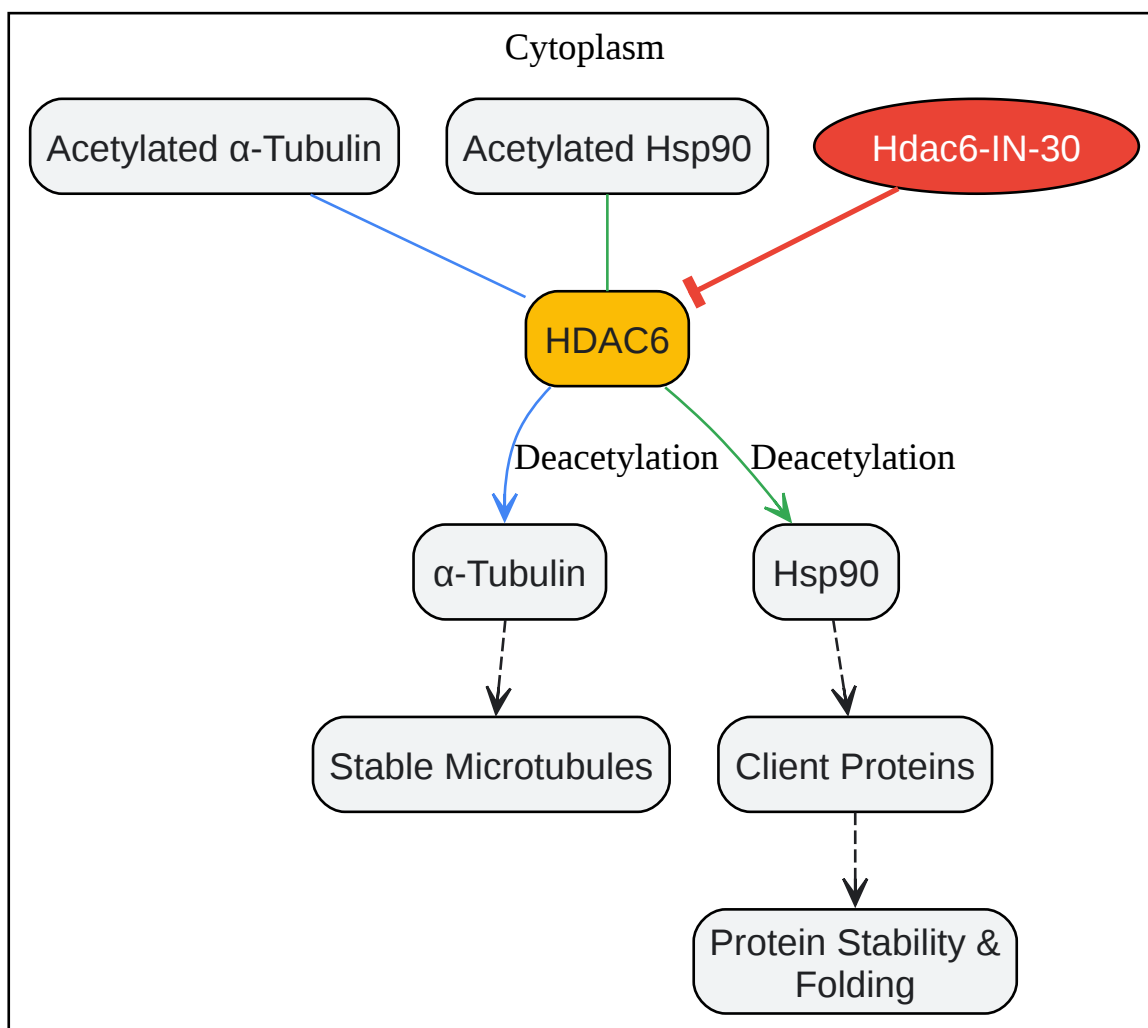 Cytoplasm
Acetylated α-Tubulin
Acetylated Hsp90
Hdac6-IN-30
HDAC6
Deacetylation
Deacetylation
α-Tubulin
Hsp90
Stable Microtubules
Client Proteins
Protein Stability &
Folding